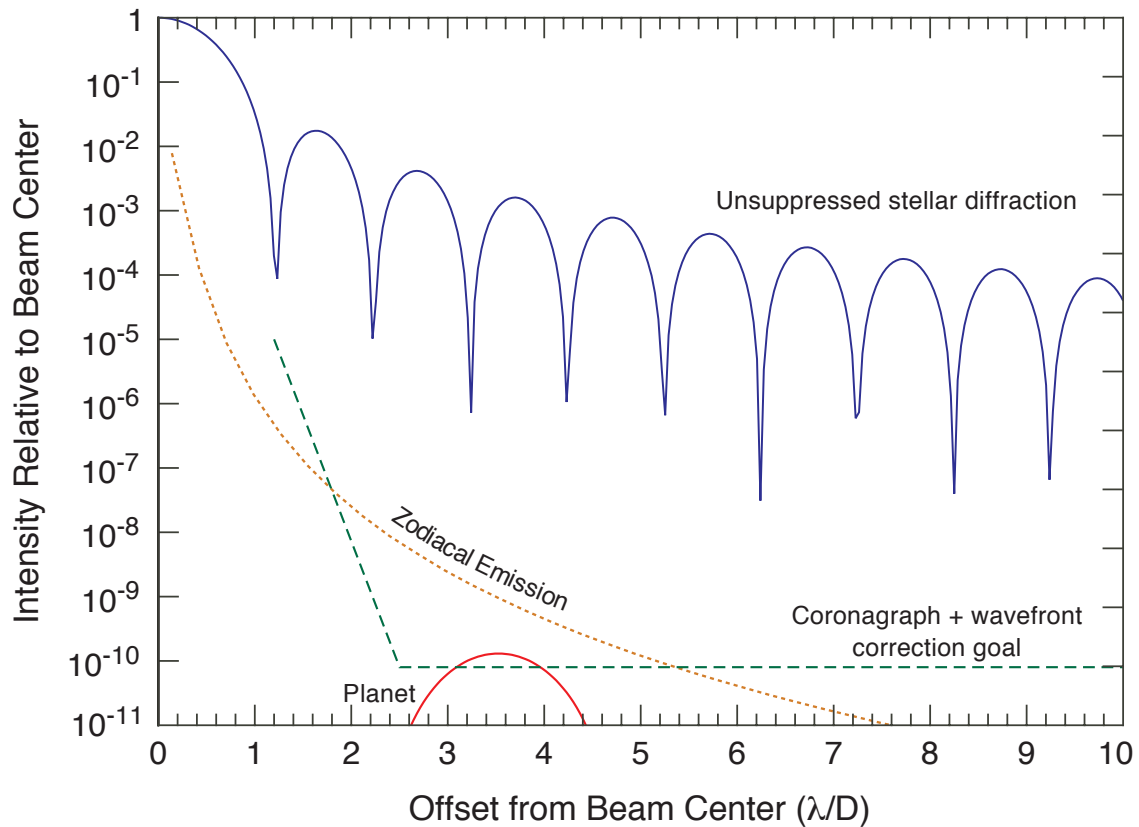 Intensity Relative to Beam Center
1
10⁻¹
10⁻²
10⁻³
10⁻⁴
10⁻⁵
10⁻⁶
10⁻⁷
10⁻⁸
10⁻⁹
10⁻¹⁰
10⁻¹¹
Unsuppressed stellar diffraction
Zodiacal Emission
Coronagraph + wavefront
correction goal
Planet
0 1 2 3 4 5 6 7 8 9 10
Offset from Beam Center (λ/D)